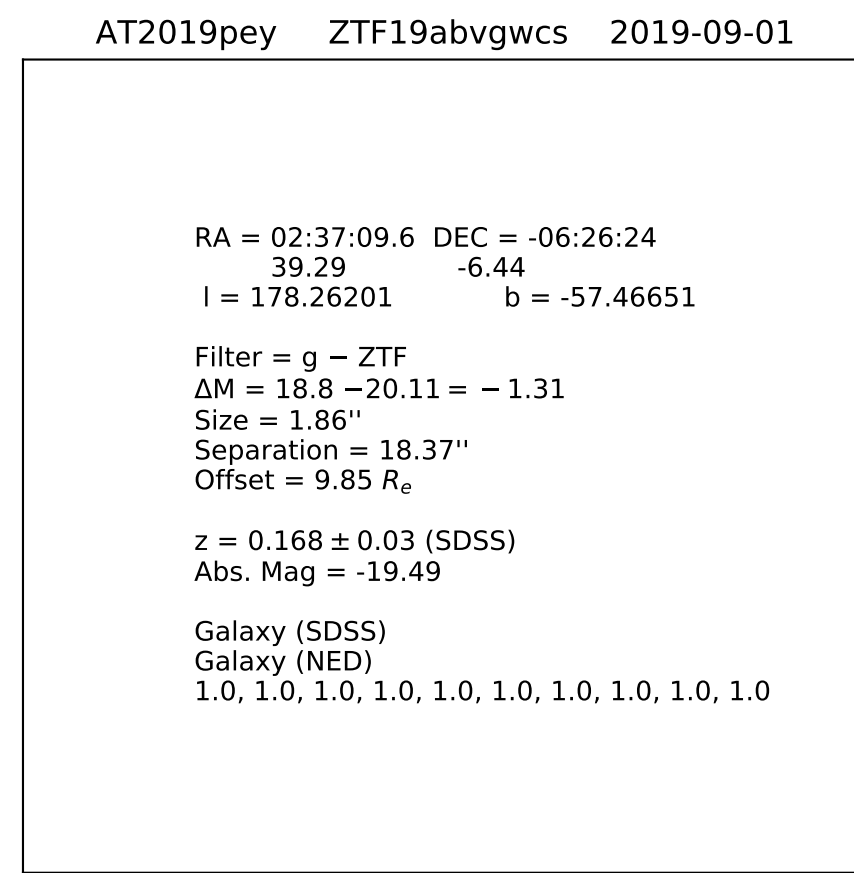 AT2019pey ZTF19abvgwcs 2019-09-01
RA = 02:37:09.6 DEC = -06:26:24
39.29 -6.44
l = 178.26201 b = -57.46651
Filter = g − ZTF
ΔM = 18.8 −20.11 = − 1.31
Size = 1.86''
Separation = 18.37''
Offset = 9.85 Rₑ
z = 0.168 ± 0.03 (SDSS)
Abs. Mag = -19.49
Galaxy (SDSS)
Galaxy (NED)
1.0, 1.0, 1.0, 1.0, 1.0, 1.0, 1.0, 1.0, 1.0, 1.0